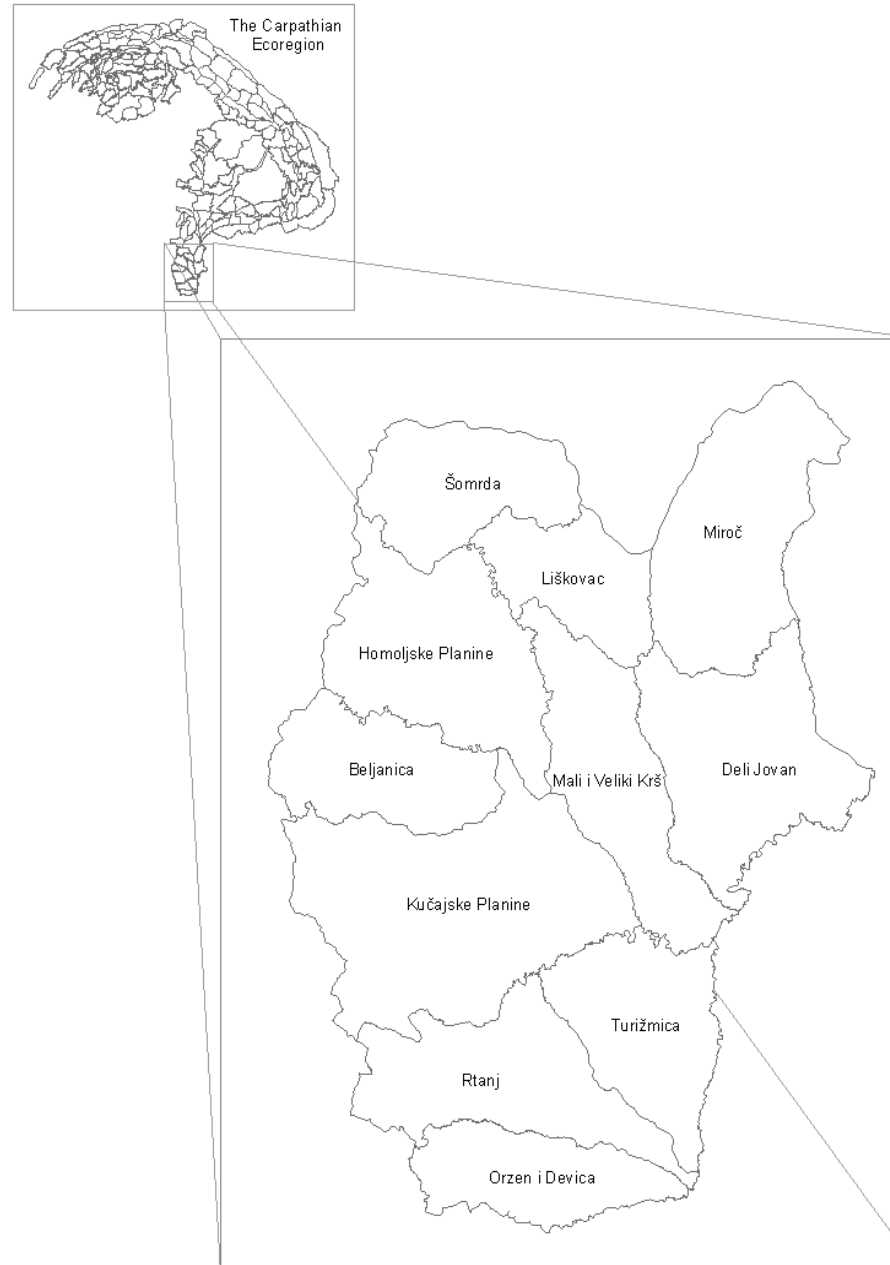 The Carpathian
Ecoregion
Šomrda
Miroč
Liškovac
Homoljske Planine
Beljanica
Mali i Veliki Krš
Deli Jovan
Kučajske Planine
Turižmica
Rtanj
Orzen i Devica